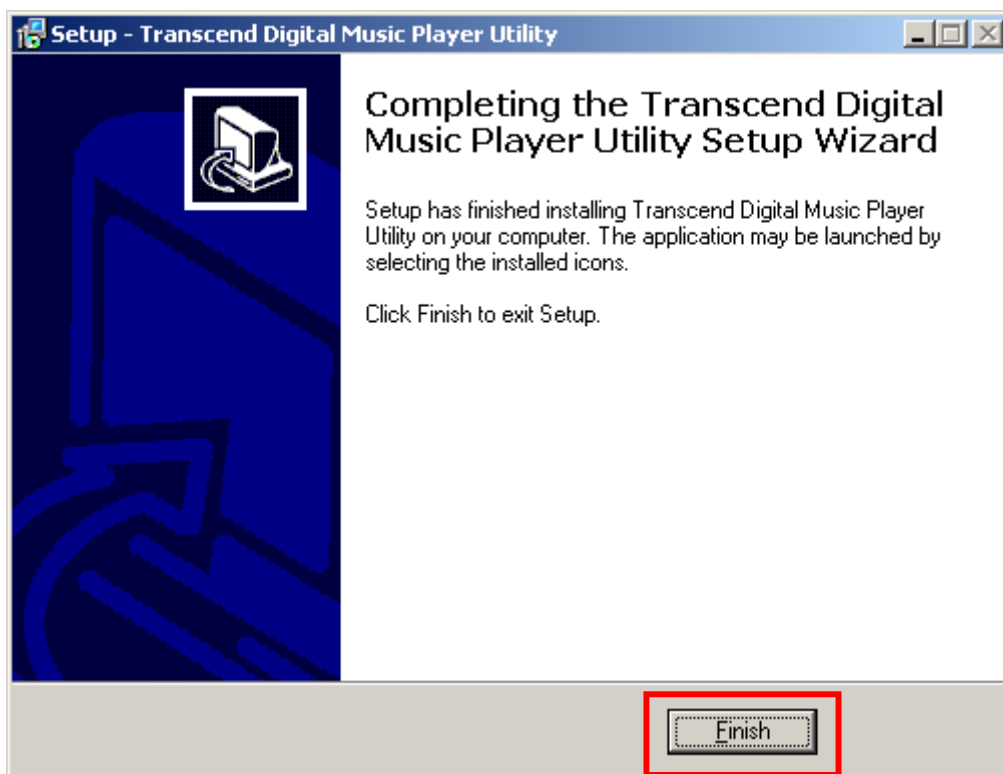 Setup - Transcend Digital Music Player Utility
Completing the Transcend Digital
Music Player Utility Setup Wizard
Setup has finished installing Transcend Digital Music Player
Utility on your computer. The application may be launched by
selecting the installed icons.
Click Finish to exit Setup.
Finish